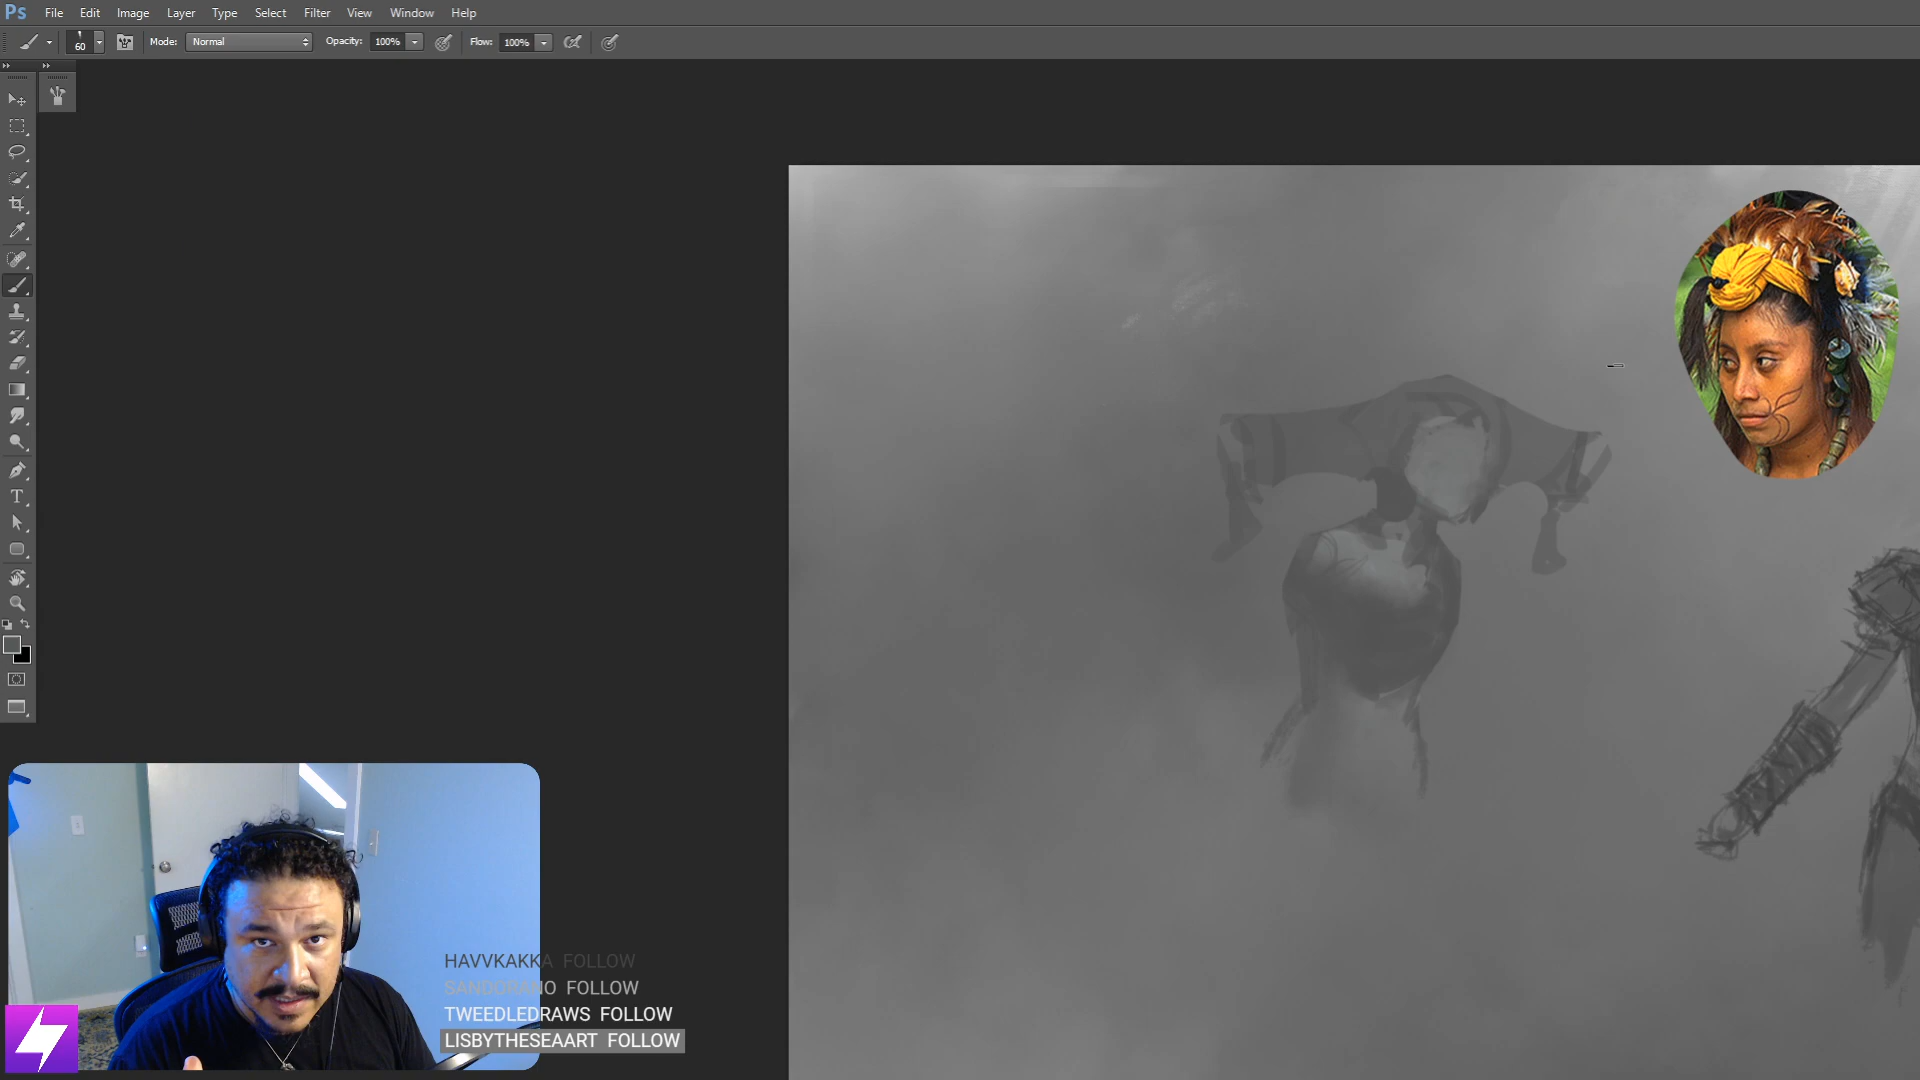 Ps File Edit Image Layer Type Select Filter View Window Help
60 Mode: Normal Opacity: 100% Flow: 100%
T
HAVVKAKKA FOLLOW
SANDORANO FOLLOW
TWEEDLEDRAWS FOLLOW
LISBYTHESEAART FOLLOW